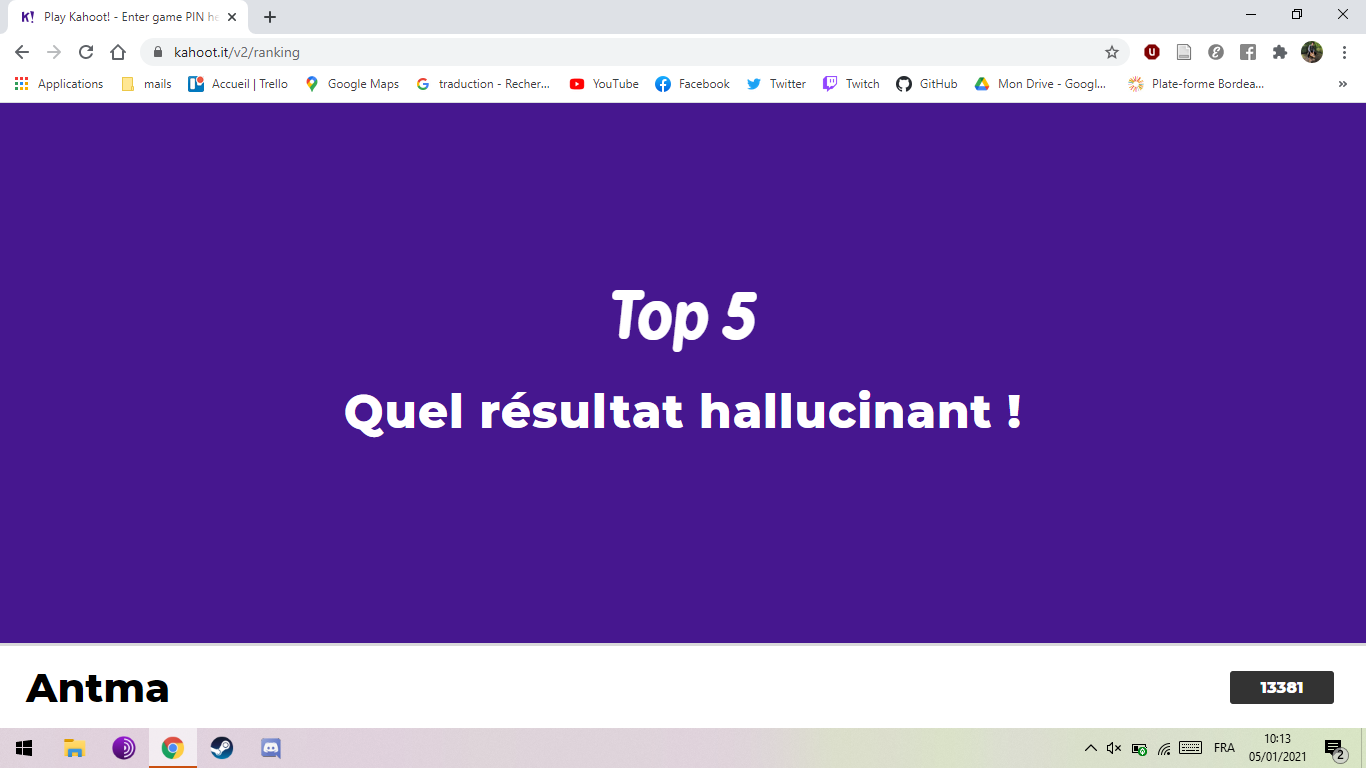 K! Play Kahoot! - Enter game PIN he
kahoot.it/v2/ranking
Applications mails Accueil | Trello Google Maps traduction - Recher... YouTube Facebook Twitter Twitch GitHub Mon Drive - Googl... Plate-forme Bordea... »
Top 5
Quel résultat hallucinant !
Antma
13381
FRA
10:13
05/01/2021
2